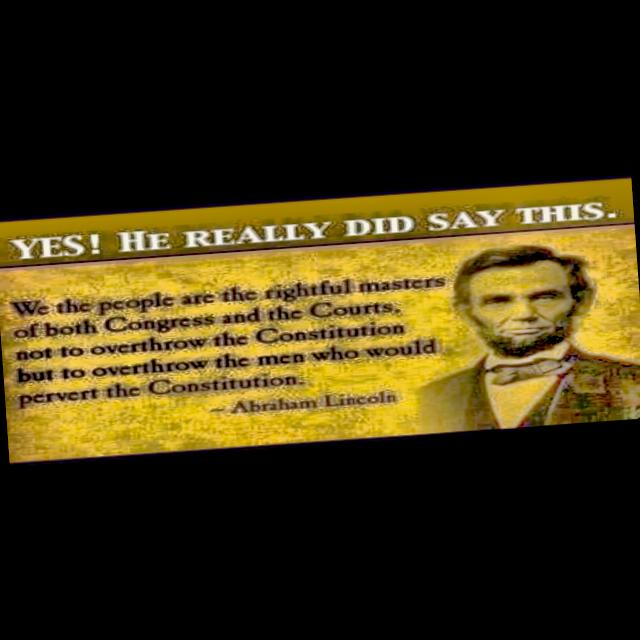 YES! HE REALLY DID SAY THIS.
We the people are the rightful masters
of both Congress and the Courts,
not to overthrow the Constitution
but to overthrow the men who would
pervert the Constitution.
– Abraham Lincoln